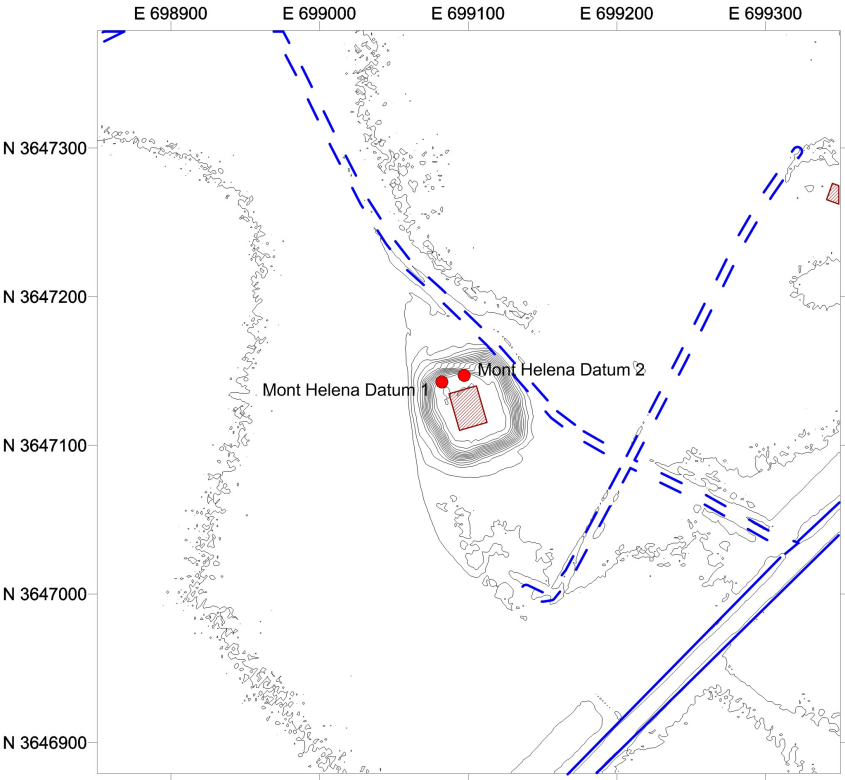 E 698900 E 699000 E 699100 E 699200 E 699300
N 3647300
N 3647200
Mont Helena Datum 2
Mont Helena Datum 1
N 3647100
N 3647000
N 3646900